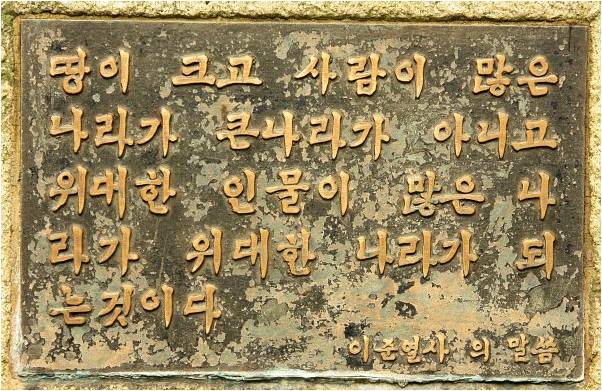 땅이 크고 사람이 많은
나라가 큰나라가 아니고
위대한 인물이 많은 나
라가 위대한 나라가 되
는것이다
이준열사 의 말씀